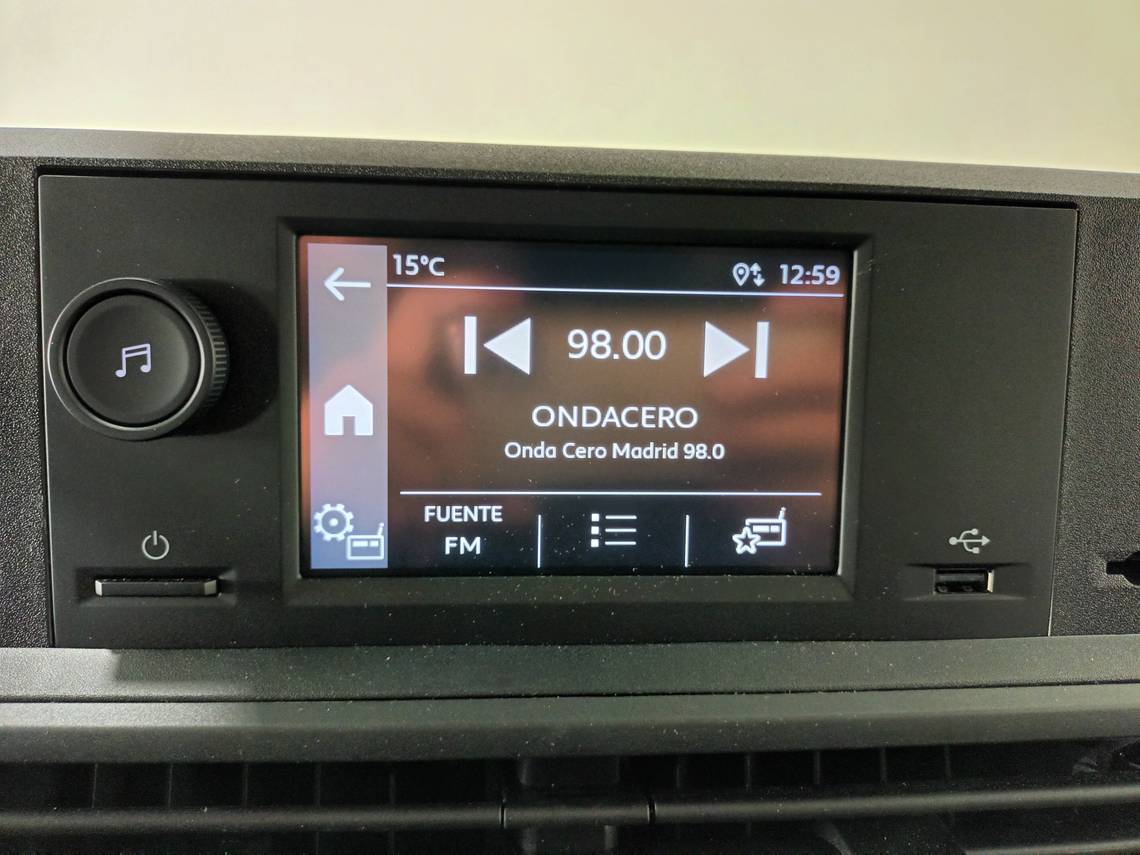 15°C
12:59
98.00
ONDACERO
Onda Cero Madrid 98.0
FUENTE
FM